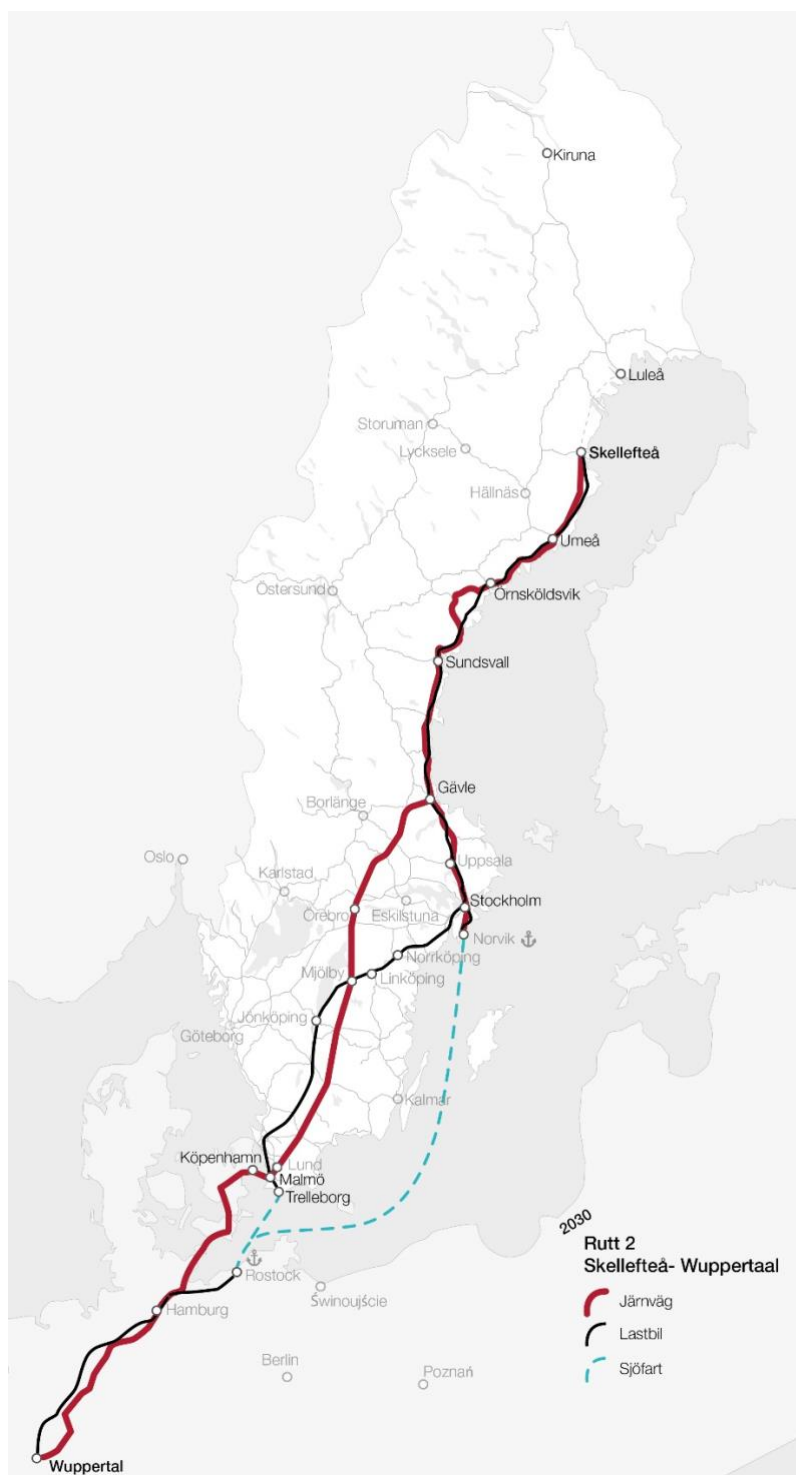 Kiruna
Luleå
Storuman
Lycksele
Skellefteå
Hällnäs
Umeå
Östersund
Örnsköldsvik
Sundsvall
Gävle
Borlänge
Oslo
Uppsala
Karlstad
Stockholm
Örebro
Eskilstuna
Norvik
Norrköping
Mjölby
Linköping
Jönköping
Göteborg
Kalmar
Köpenhamn
Lund
Malmö
Trelleborg
2030
Rutt 2
Skellefteå- Wuppertaal
Järnväg
Lastbil
Sjöfart
Rostock
Świnoujście
Hamburg
Berlin
Poznań
Wuppertal